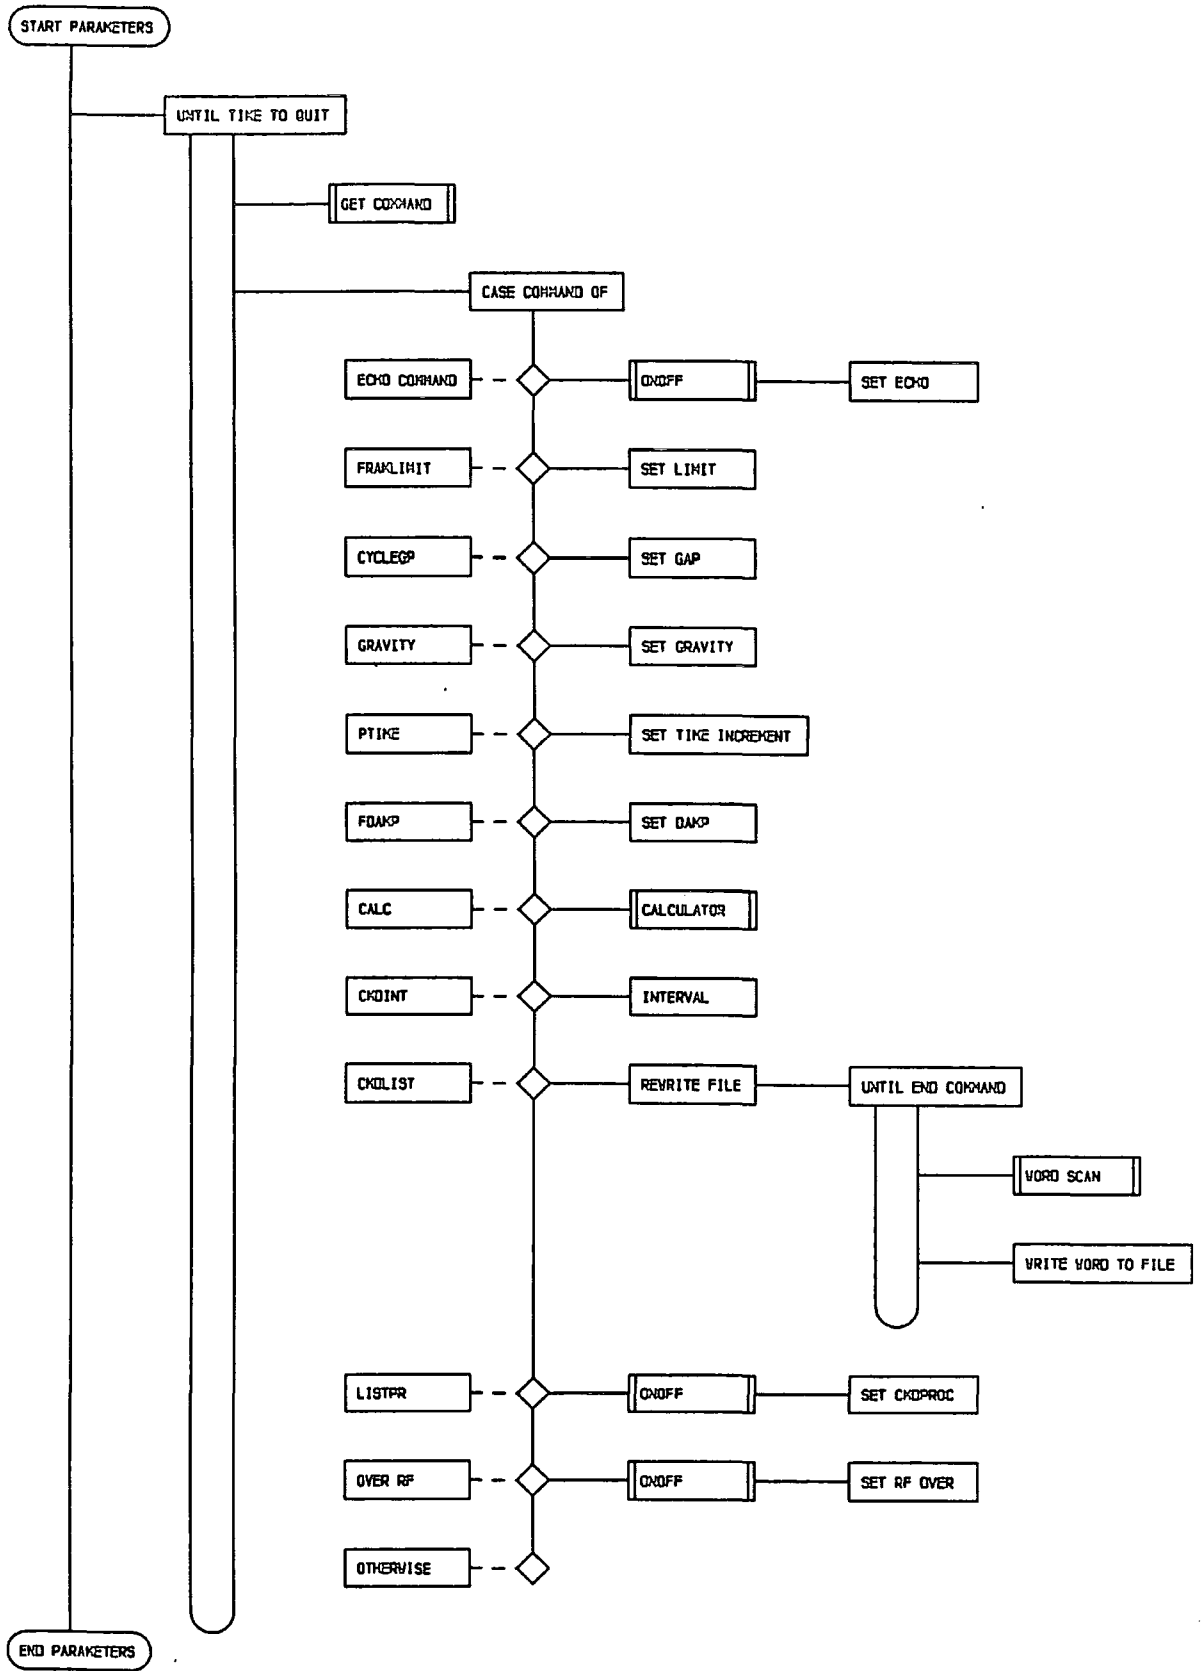 START PARAMETERS
UNTIL TIME TO QUIT
GET COMMAND
CASE COMMAND OF
ECHO COMMAND
ONOFF
SET ECHO
FRAMLIMIT
SET LIMIT
CYCLEGP
SET GAP
GRAVITY
SET GRAVITY
PTIME
SET TIME INCREMENT
FDAMP
SET DAMP
CALC
CALCULATOR
CMDINT
INTERVAL
CMDLIST
REWRITE FILE
UNTIL END COMMAND
WORD SCAN
WRITE WORD TO FILE
LISTPR
ONOFF
SET CMDPROC
OVER RF
ONOFF
SET RF OVER
OTHERWISE
END PARAMETERS